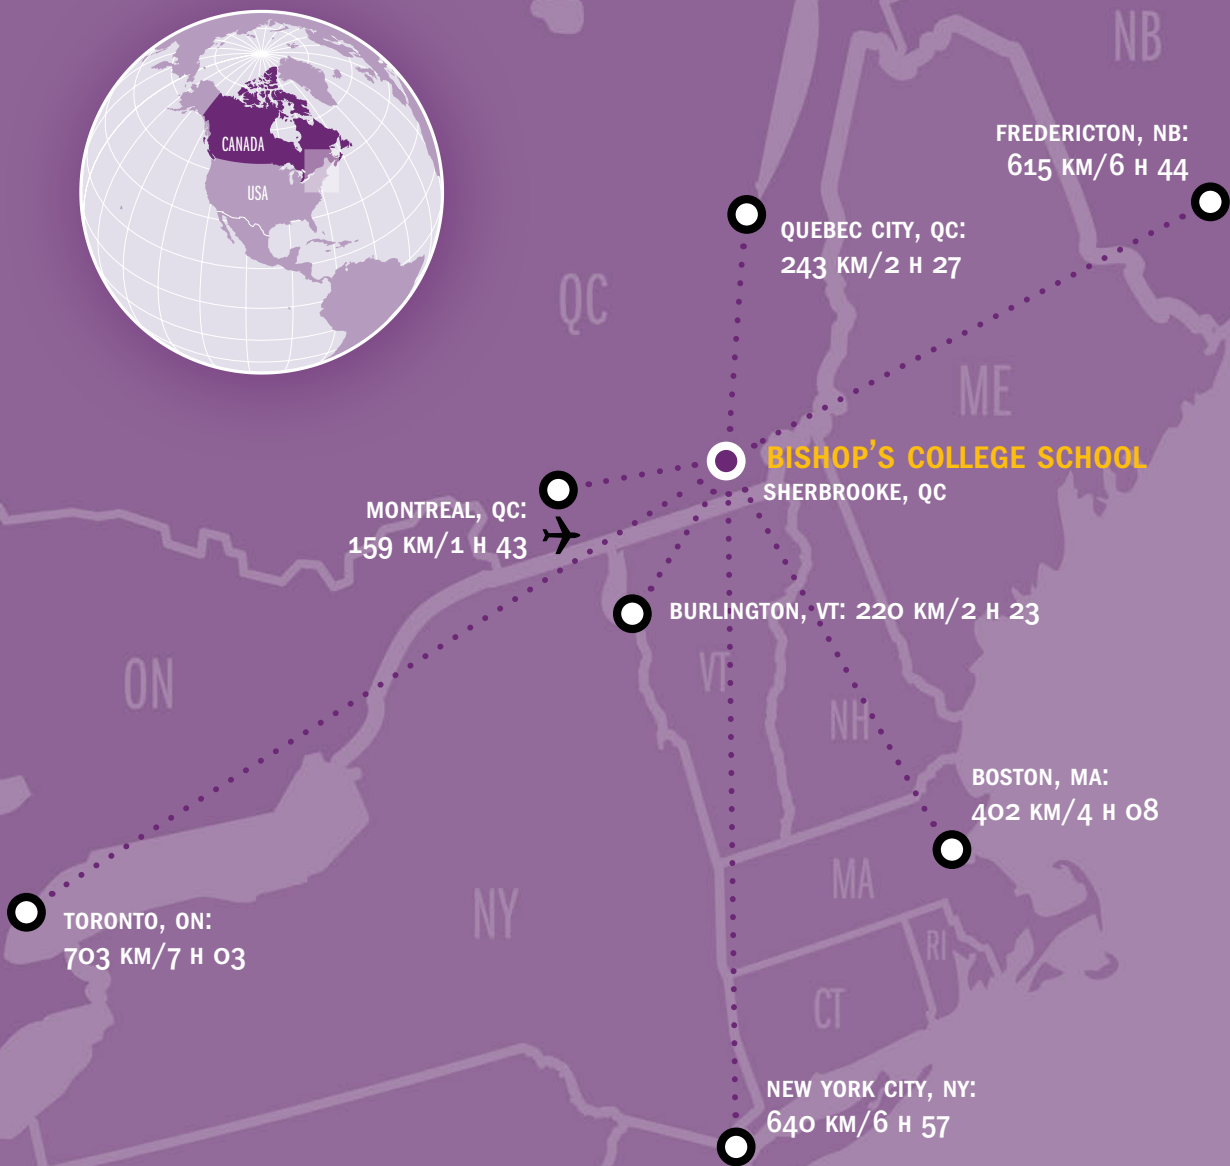 NB
CANADA
USA
FREDERICTON, NB:
615 KM/6 H 44
QUEBEC CITY, QC:
243 KM/2 H 27
QC
ME
BISHOP'S COLLEGE SCHOOL
SHERBROOKE, QC
MONTREAL, QC:
159 KM/1 H 43
BURLINGTON, VT: 220 KM/2 H 23
ON
VT
NH
BOSTON, MA:
402 KM/4 H 08
MA
NY
TORONTO, ON:
703 KM/7 H 03
RI
CT
NEW YORK CITY, NY:
640 KM/6 H 57